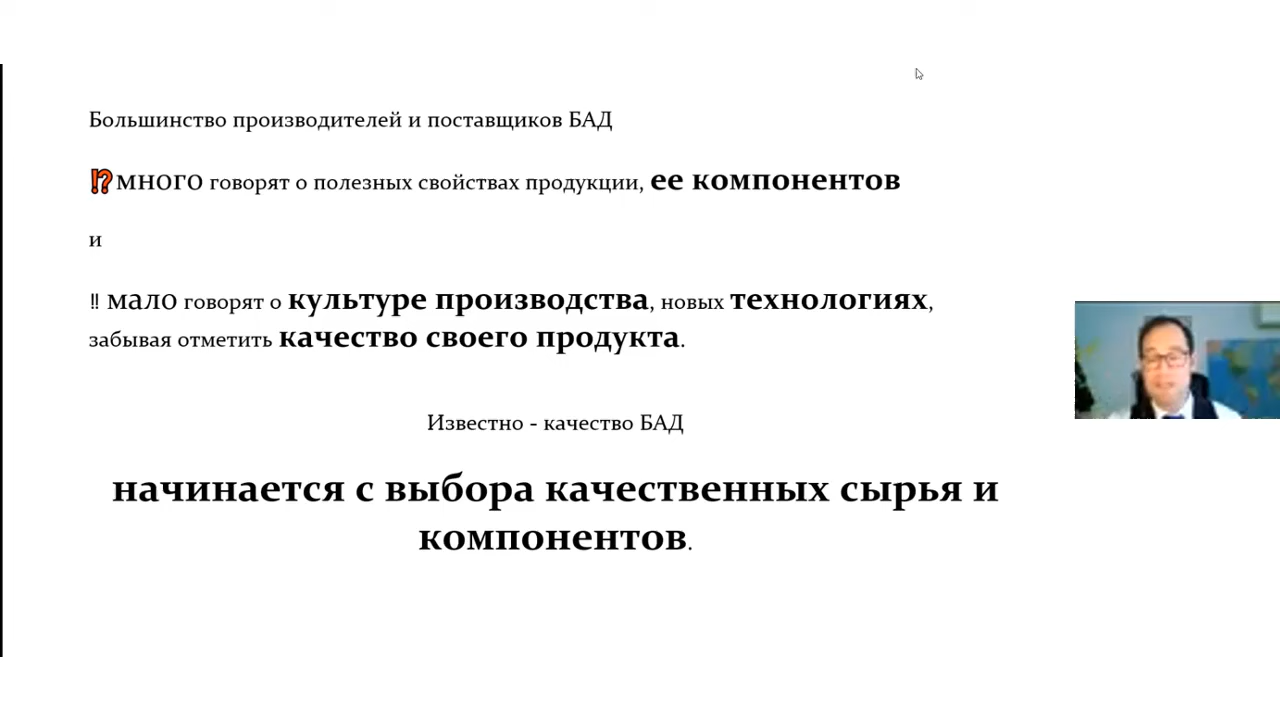 Большинство производителей и поставщиков БАД
⁉️много говорят о полезных свойствах продукции, ее компонентов
и
‼ мало говорят о культуре производства, новых технологиях,
забывая отметить качество своего продукта.
Известно - качество БАД
начинается с выбора качественных сырья и
компонентов.